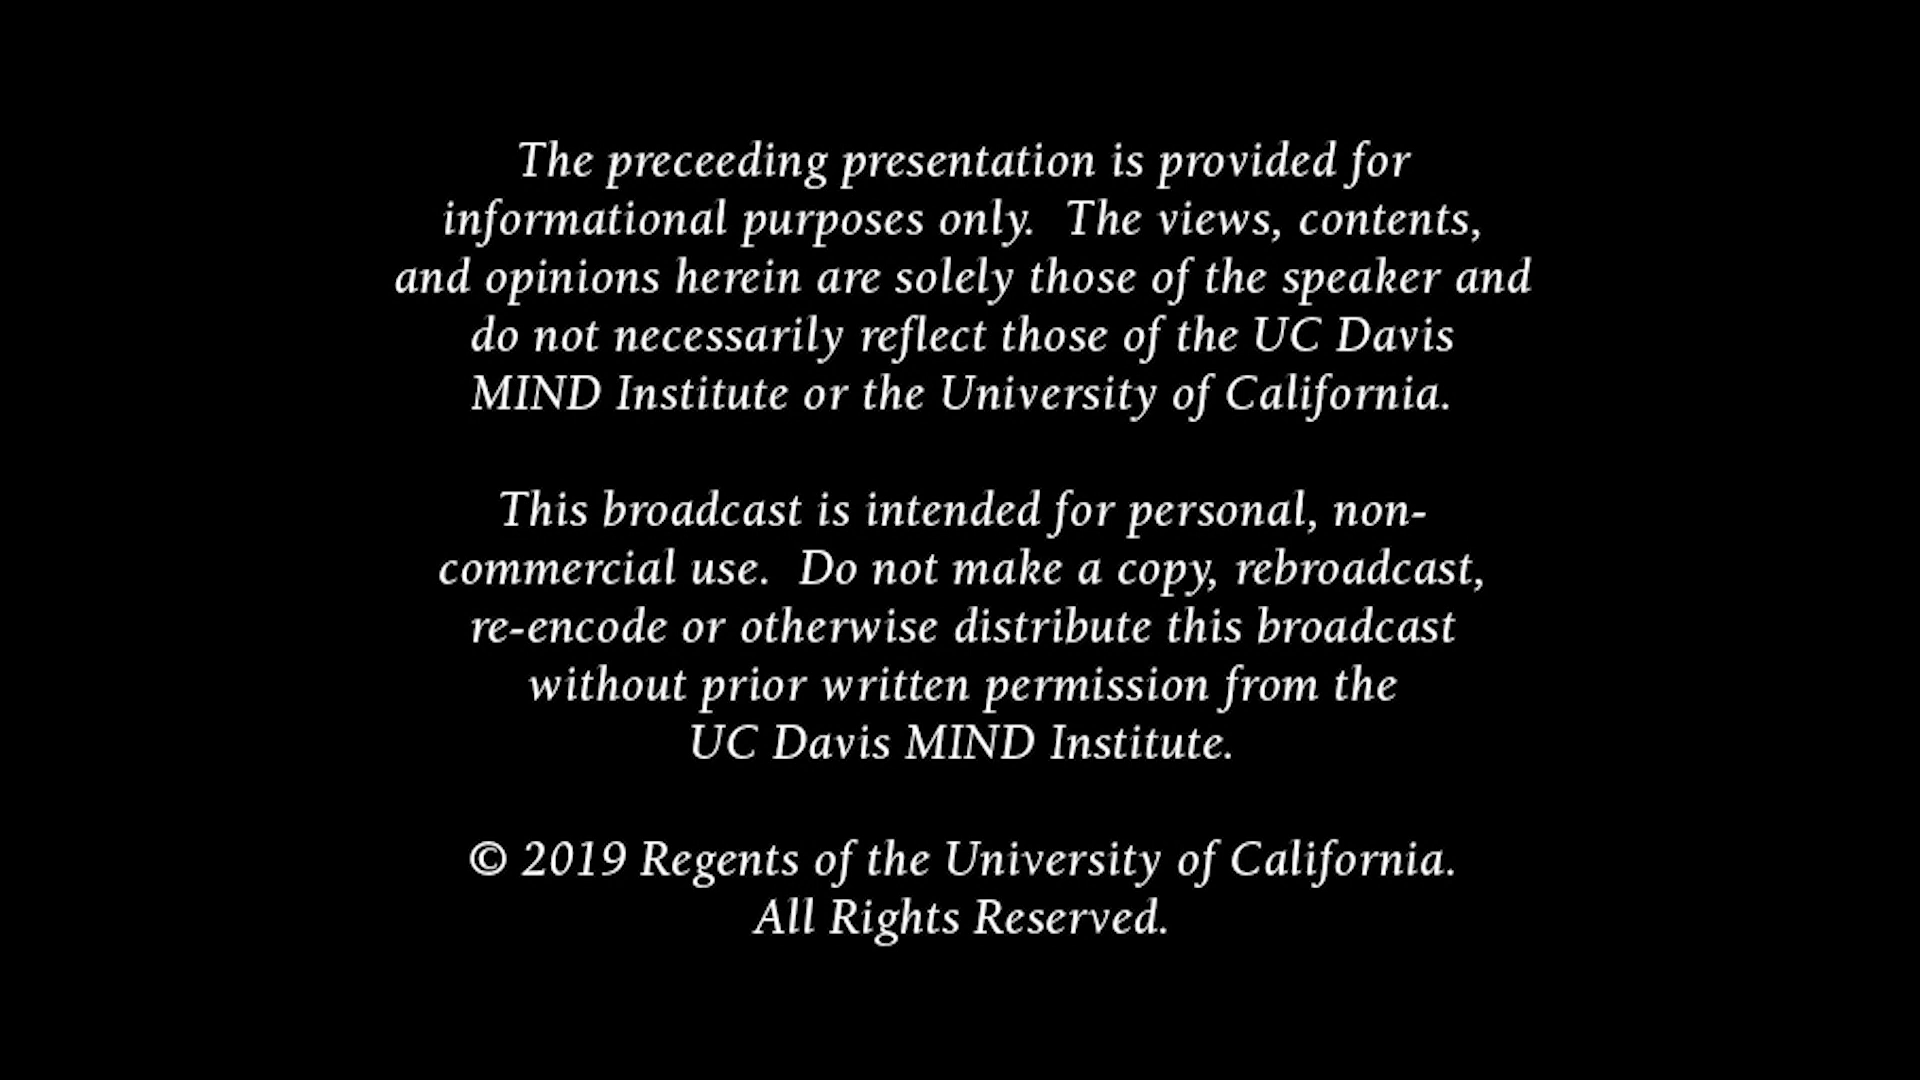 The preceeding presentation is provided for
informational purposes only.  The views, contents,
and opinions herein are solely those of the speaker and
do not necessarily reflect those of the UC Davis
MIND Institute or the University of California.
This broadcast is intended for personal, non-
commercial use.  Do not make a copy, rebroadcast,
re-encode or otherwise distribute this broadcast
without prior written permission from the
UC Davis MIND Institute.
© 2019 Regents of the University of California.
All Rights Reserved.